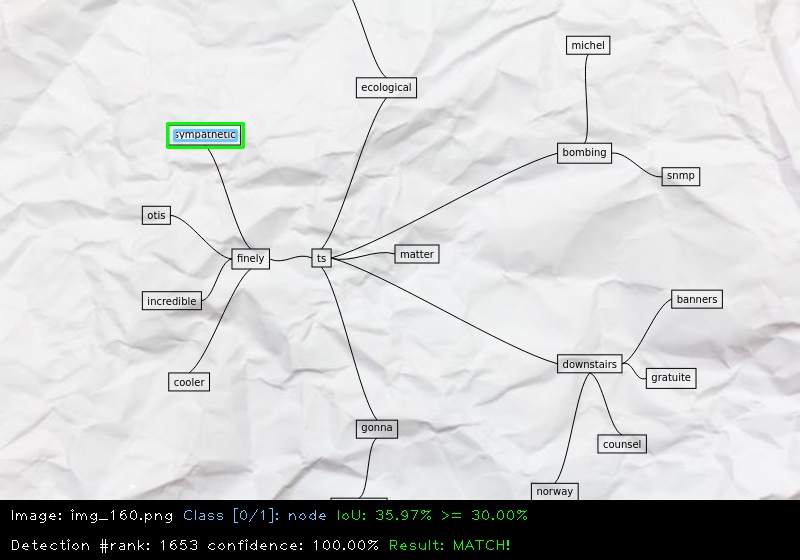 michel
ecological
sympathetic
bombing
snmp
otis
finely
ts
matter
incredible
banners
downstairs
gratuite
cooler
gonna
counsel
norway
Image: img_160.png Class [0/1]: node IoU: 35.97% >= 30.00%
Detection #rank: 1653 confidence: 100.00% Result: MATCH!